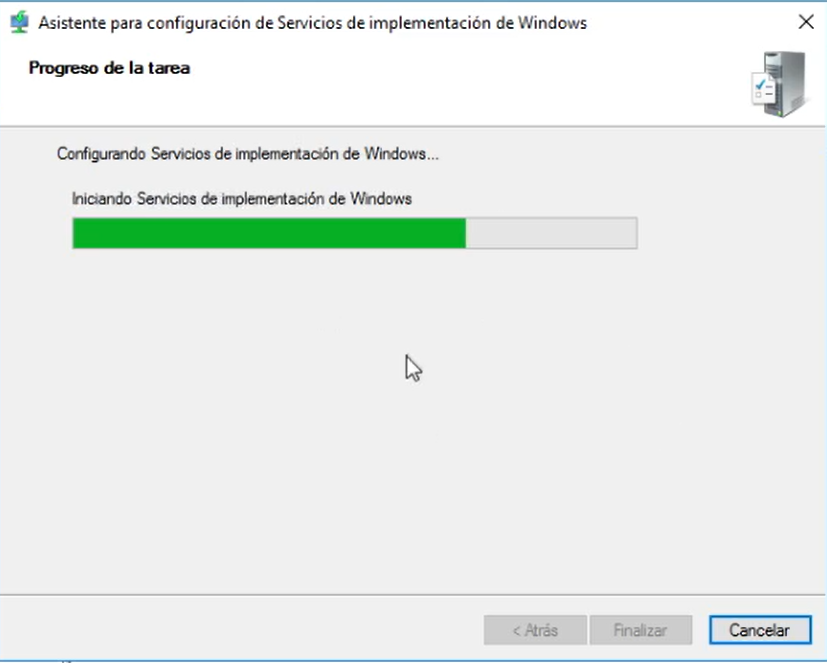 Asistente para configuración de Servicios de implementación de Windows
Progreso de la tarea
Configurando Servicios de implementación de Windows...
Iniciando Servicios de implementación de Windows
< Atrás
Finalizar
Cancelar